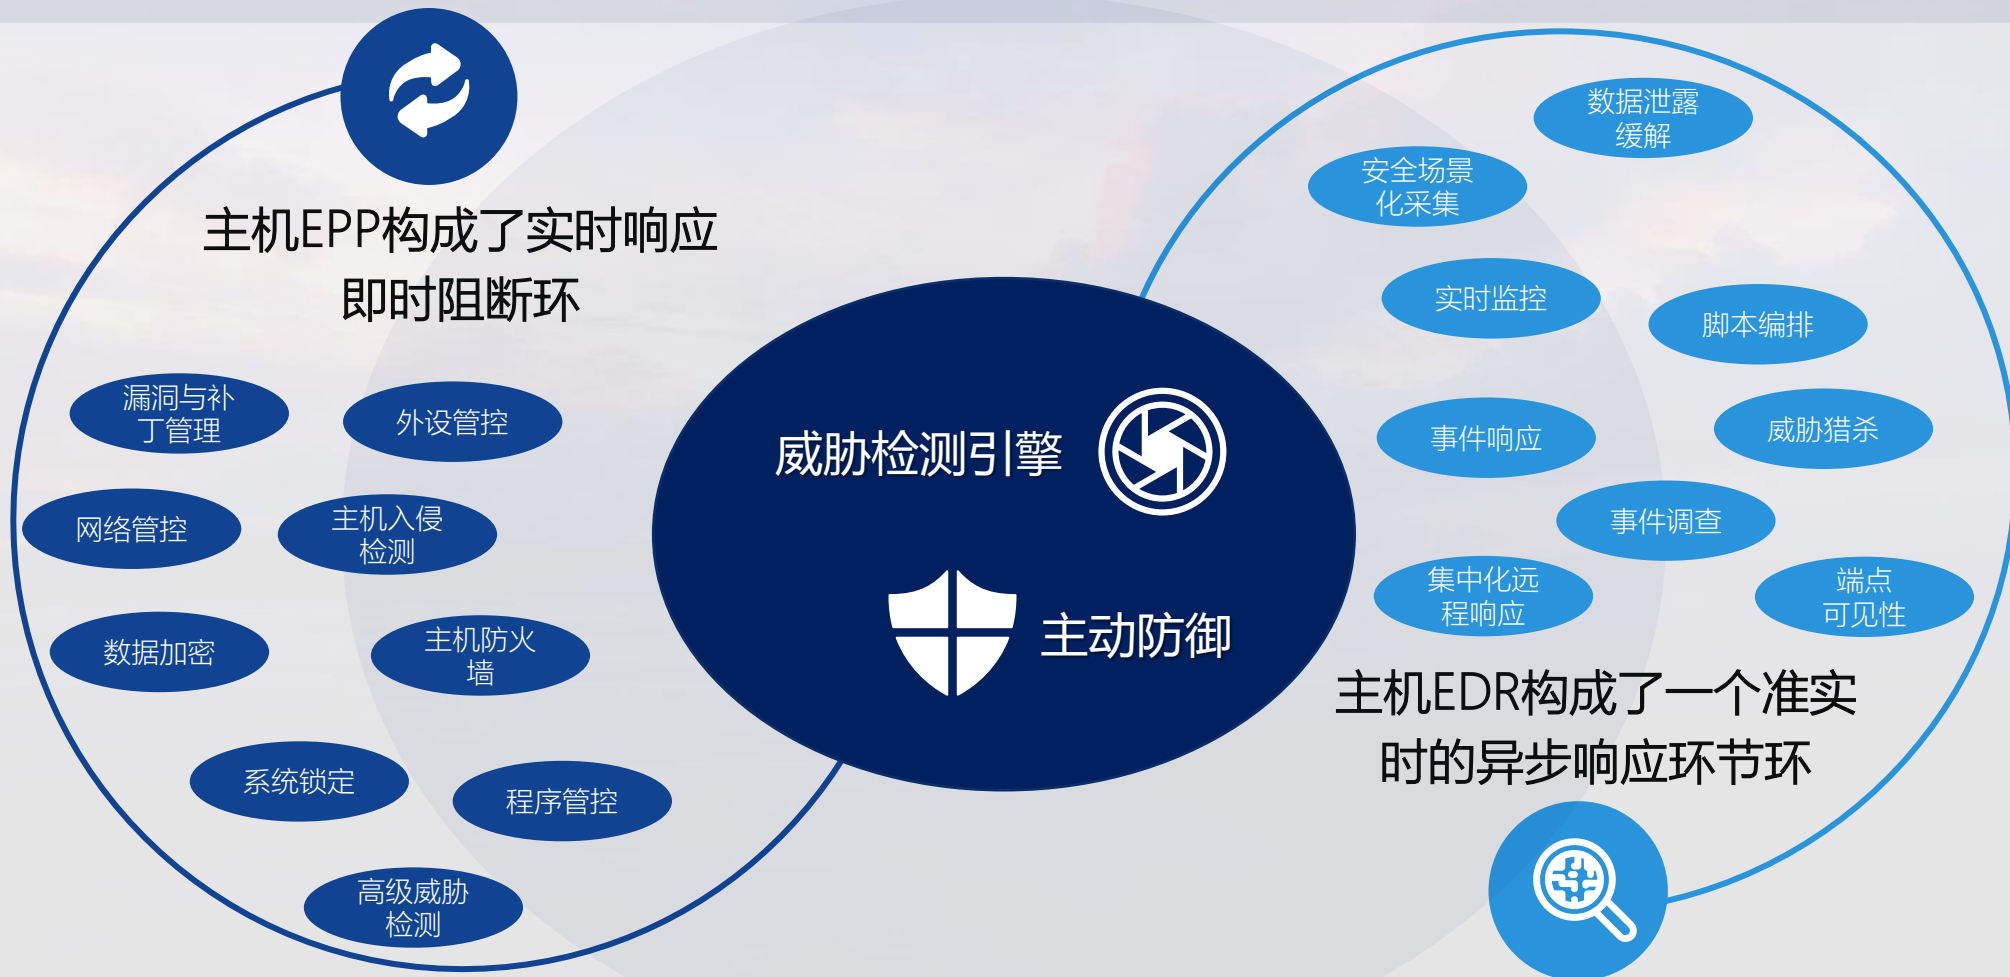 主机EPP构成了实时响应
即时阻断环
漏洞与补
丁管理
外设管控
网络管控
主机入侵
检测
数据加密
主机防火
墙
系统锁定
程序管控
高级威胁
检测
威胁检测引擎
主动防御
数据泄露
缓解
安全场景
化采集
实时监控
脚本编排
事件响应
威胁猎杀
事件调查
集中化远
程响应
端点
可见性
主机EDR构成了一个准实
时的异步响应环节环